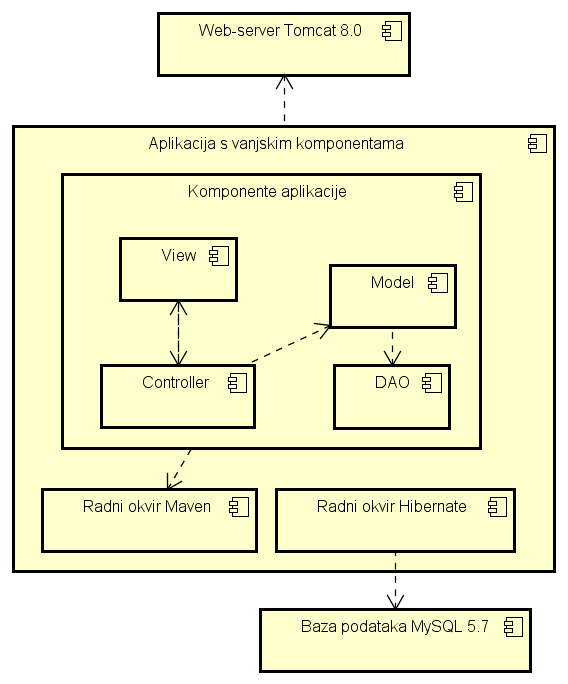 Web-server Tomcat 8.0
Aplikacija s vanjskim komponentama
Komponente aplikacije
View
Model
Controller
DAO
Radni okvir Maven
Radni okvir Hibernate
Baza podataka MySQL 5.7